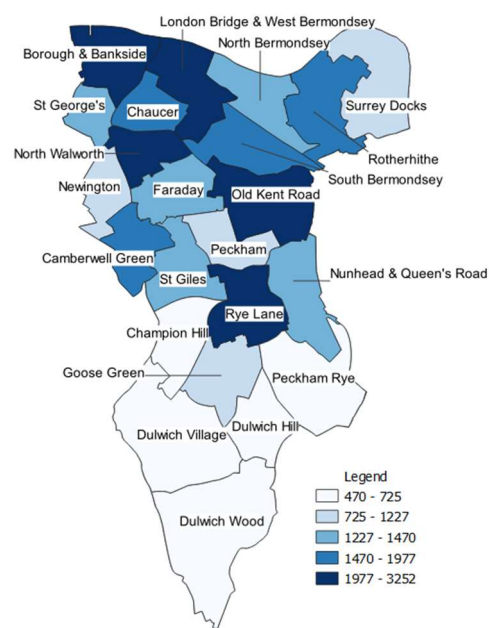 London Bridge & West Bermondsey
North Bermondsey
Borough & Bankside
St George's
Chaucer
Surrey Docks
North Walworth
Rotherhithe
South Bermondsey
Newington
Faraday
Old Kent Road
Camberwell Green
Peckham
St Giles
Nunhead & Queen's Road
Rye Lane
Champion Hill
Goose Green
Peckham Rye
Dulwich Village
Dulwich Hill
Dulwich Wood
Legend
470 - 725
725 - 1227
1227 - 1470
1470 - 1977
1977 - 3252